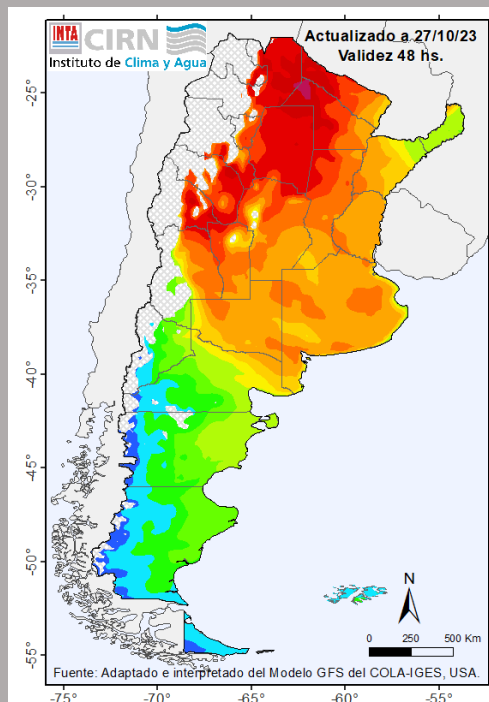 INTA CIRN
Instituto de Clima y Agua
Actualizado a 27/10/23
Validez 48 hs.
-25°
-30°
-35°
-40°
-45°
-50°
-55°
N
0 250 500 Km
Fuente: Adaptado e interpretado del Modelo GFS del COLA-IGES, USA.
-75° -70° -65° -60° -55°